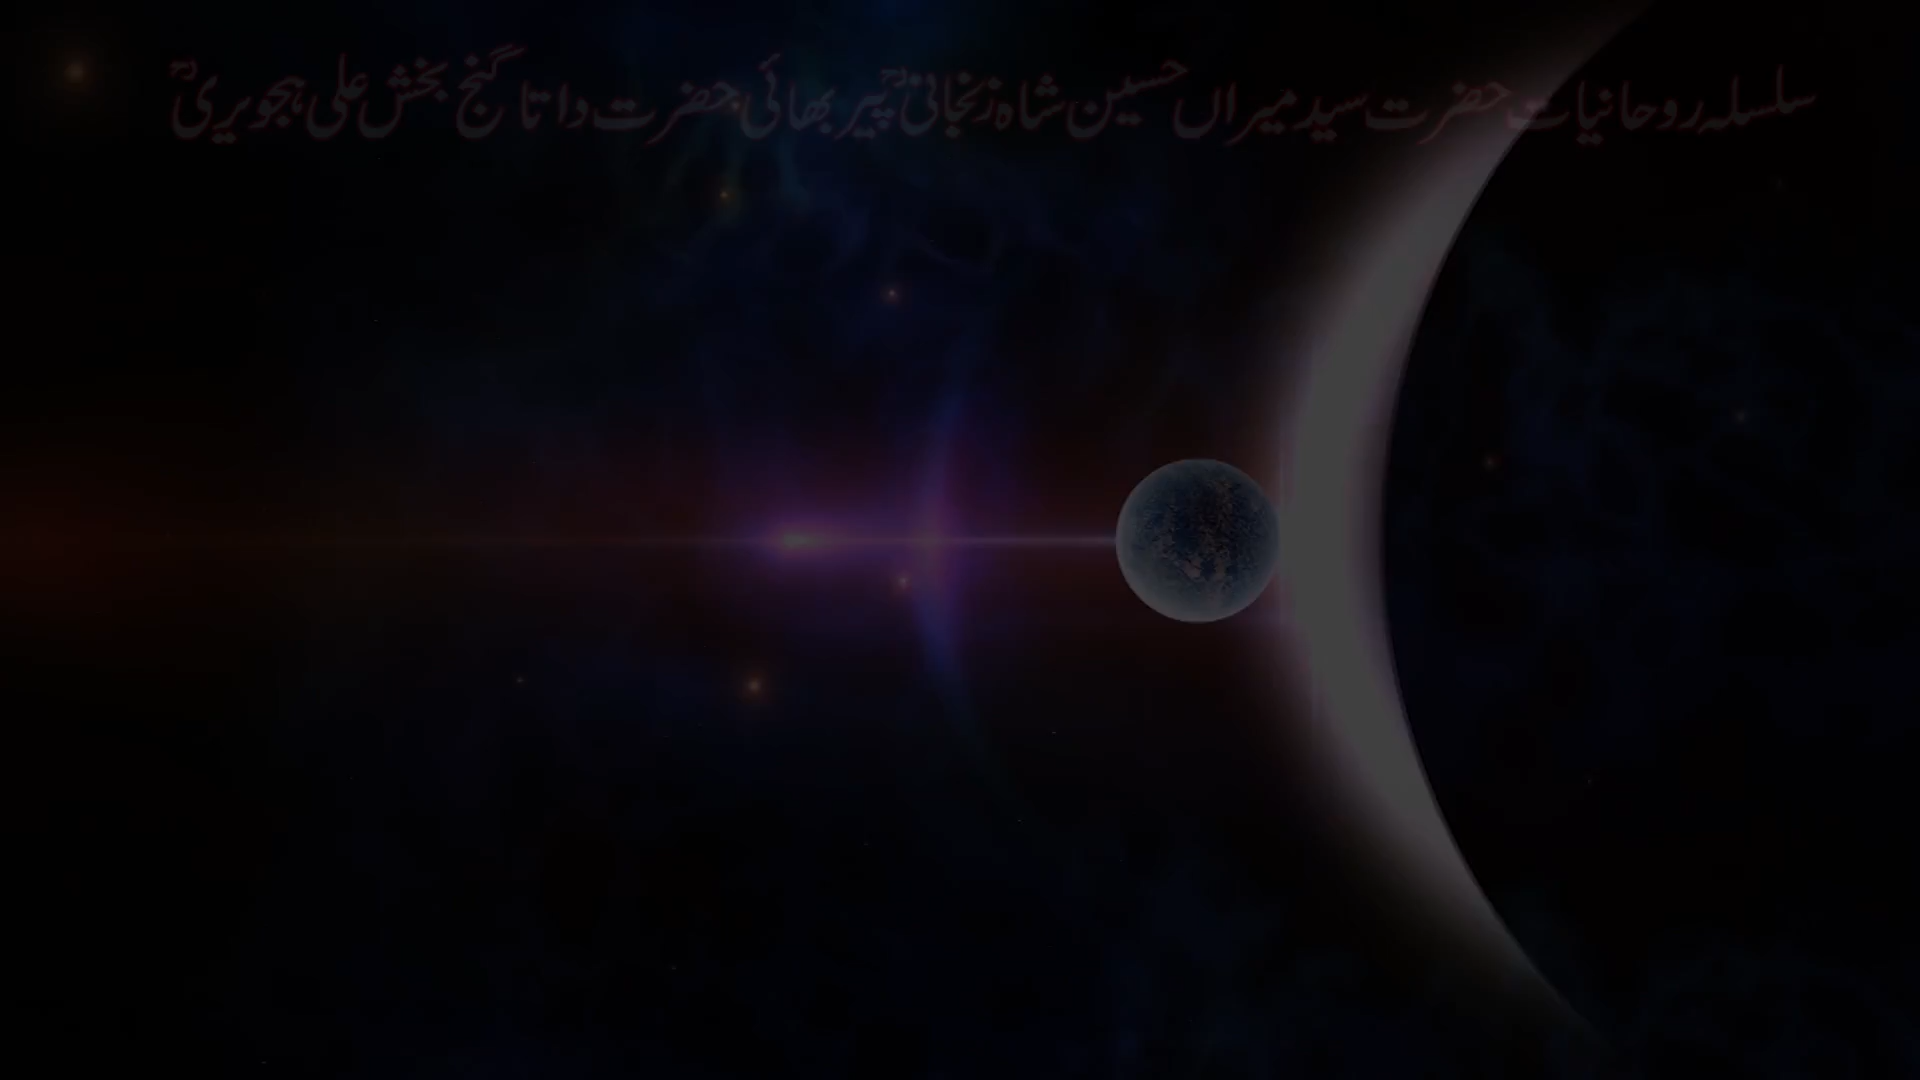 سلسلہ روحانیات حضرت سید میراں حسین شاہ زنجانیؒ پیر بھائی حضرت داتا گنج بخش علی ہجویریؒ